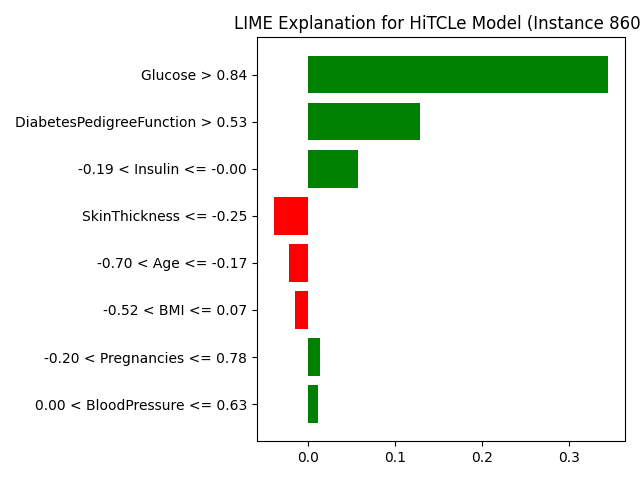 LIME Explanation for HiTCLe Model (Instance 860
Glucose > 0.84
DiabetesPedigreeFunction > 0.53
-0.19 < Insulin <= -0.00
SkinThickness <= -0.25
-0.70 < Age <= -0.17
-0.52 < BMI <= 0.07
-0.20 < Pregnancies <= 0.78
0.00 < BloodPressure <= 0.63
0.0 0.1 0.2 0.3